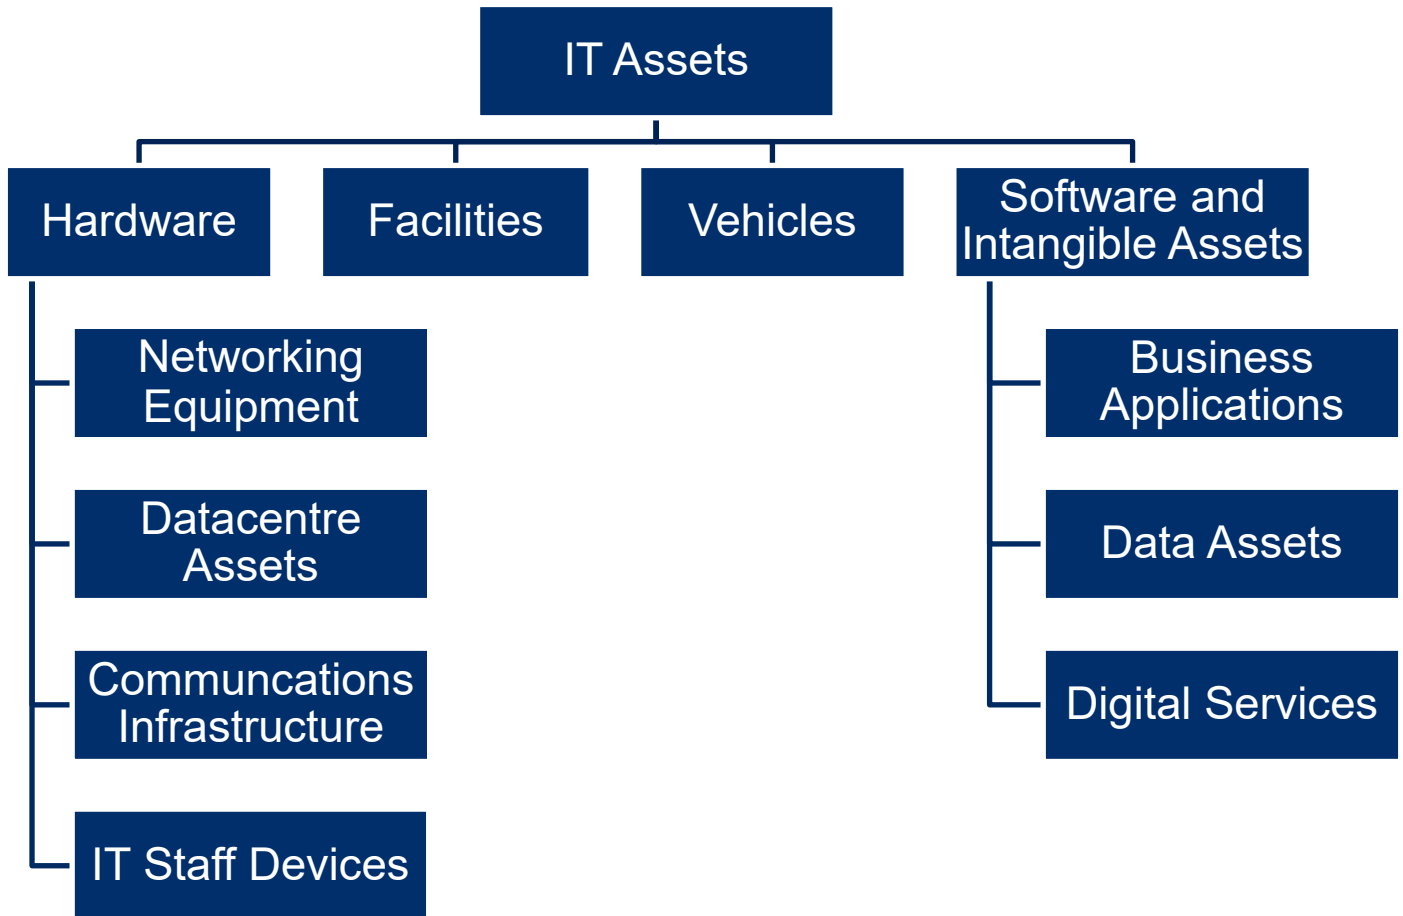 IT Assets
Hardware
Facilities
Vehicles
Software and
Intangible Assets
Networking
Equipment
Datacentre
Assets
Communcations
Infrastructure
IT Staff Devices
Business
Applications
Data Assets
Digital Services